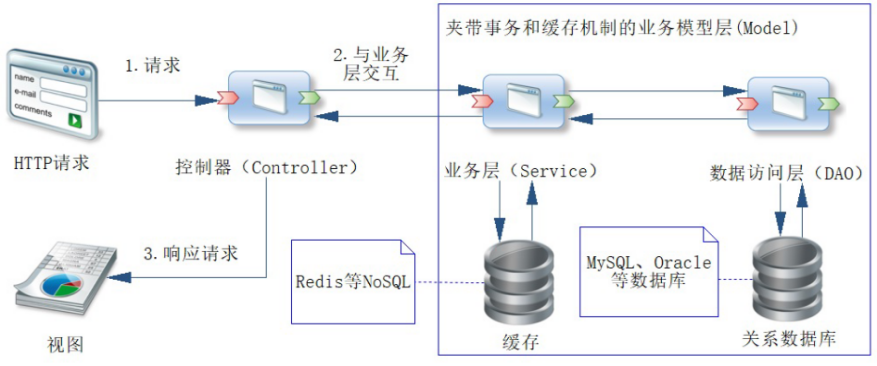 夹带事务和缓存机制的业务模型层(Model)
1.请求
2.与业务
层交互
name
e-mail
comments
HTTP请求
控制器（Controller）
业务层（Service）
数据访问层（DAO）
3.响应请求
Redis等NoSQL
MySQL、Oracle
等数据库
视图
缓存
关系数据库